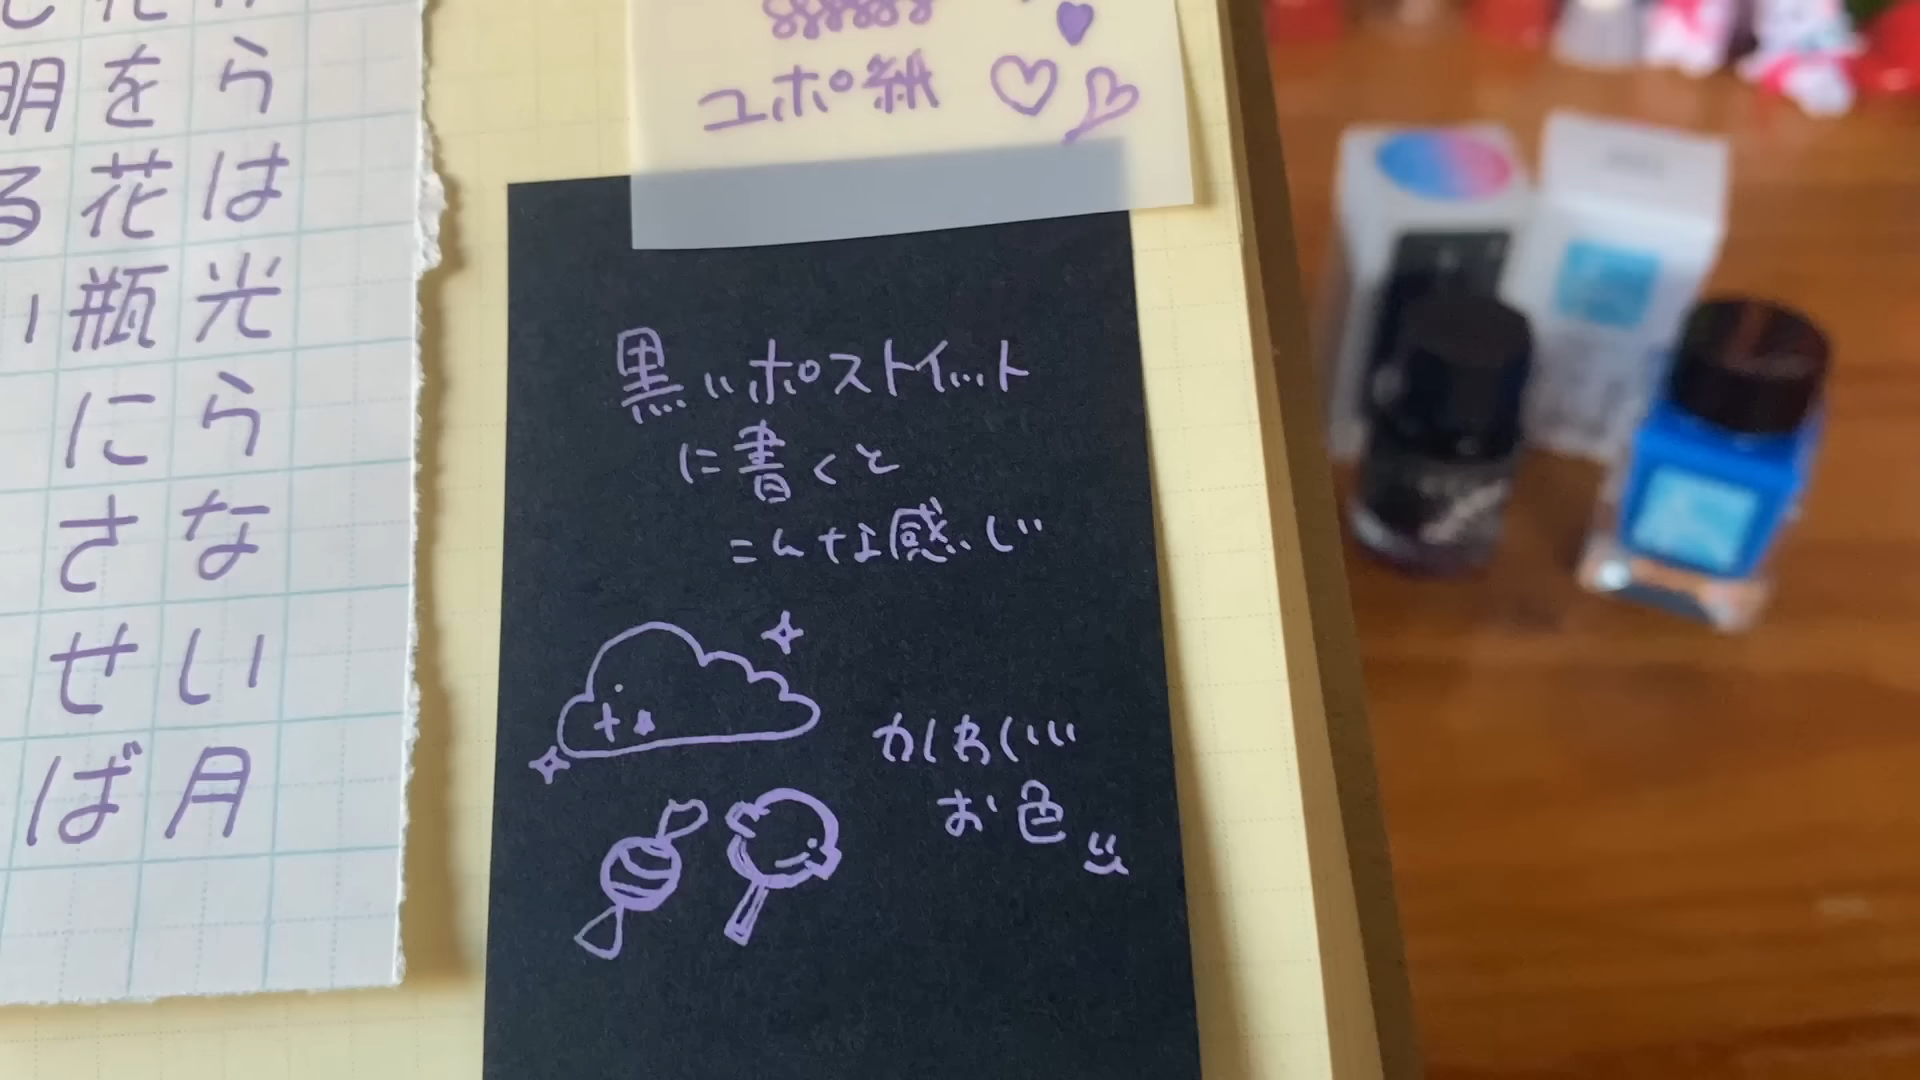 ユポ紙
黒いポストイット
に書くと
こんな感じ
かわいい
お色
らは光らない月
を花瓶にさせば
明る